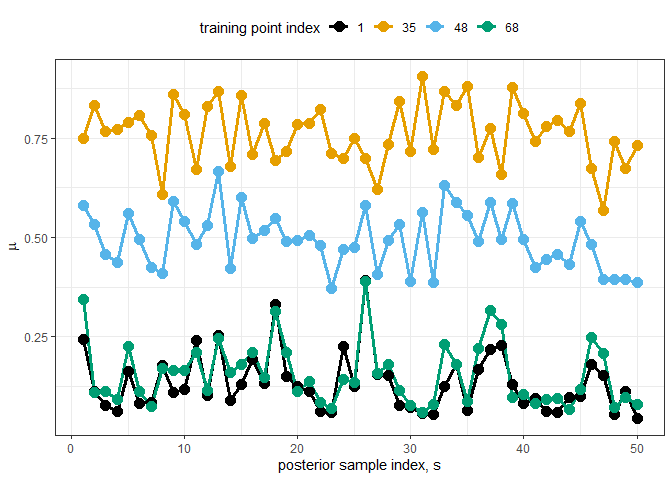 training point index 1 35 48 68
0.75
0.50
0.25
μ
0 10 20 30 40 50
posterior sample index, s